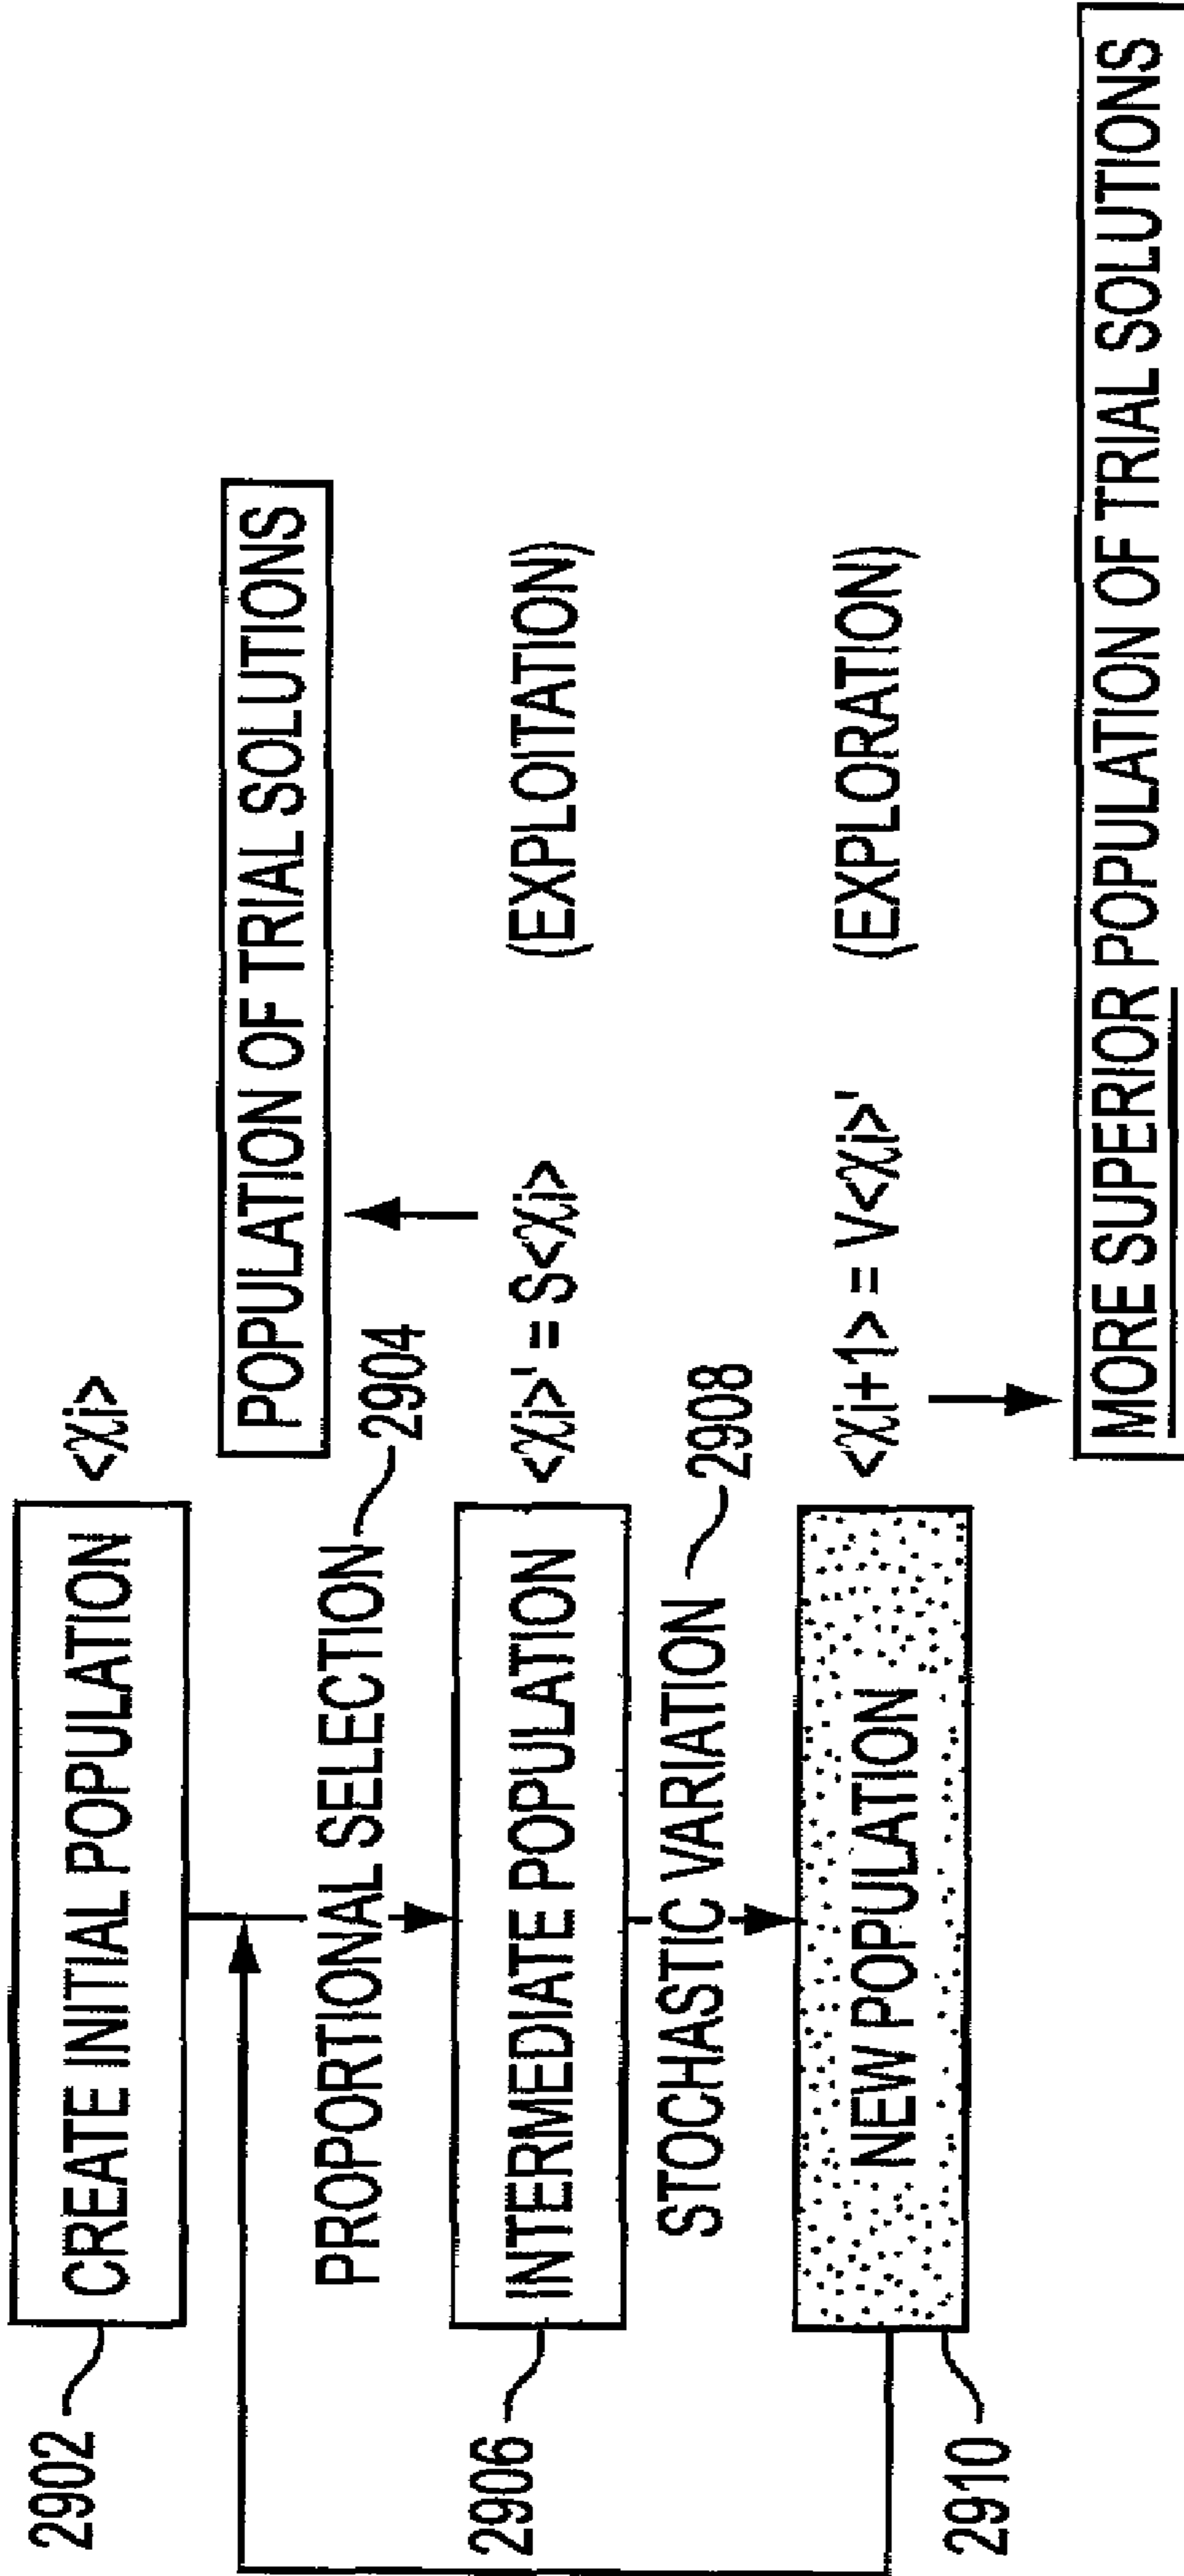 2902
CREATE INITIAL POPULATION
<χi>
POPULATION OF TRIAL SOLUTIONS
PROPORTIONAL SELECTION
2904
2906
INTERMEDIATE POPULATION
<χi>' = S<χi>
(EXPLOITATION)
STOCHASTIC VARIATION
2908
2910
NEW POPULATION
<χi+1> = V<χi>'
(EXPLORATION)
MORE SUPERIOR POPULATION OF TRIAL SOLUTIONS